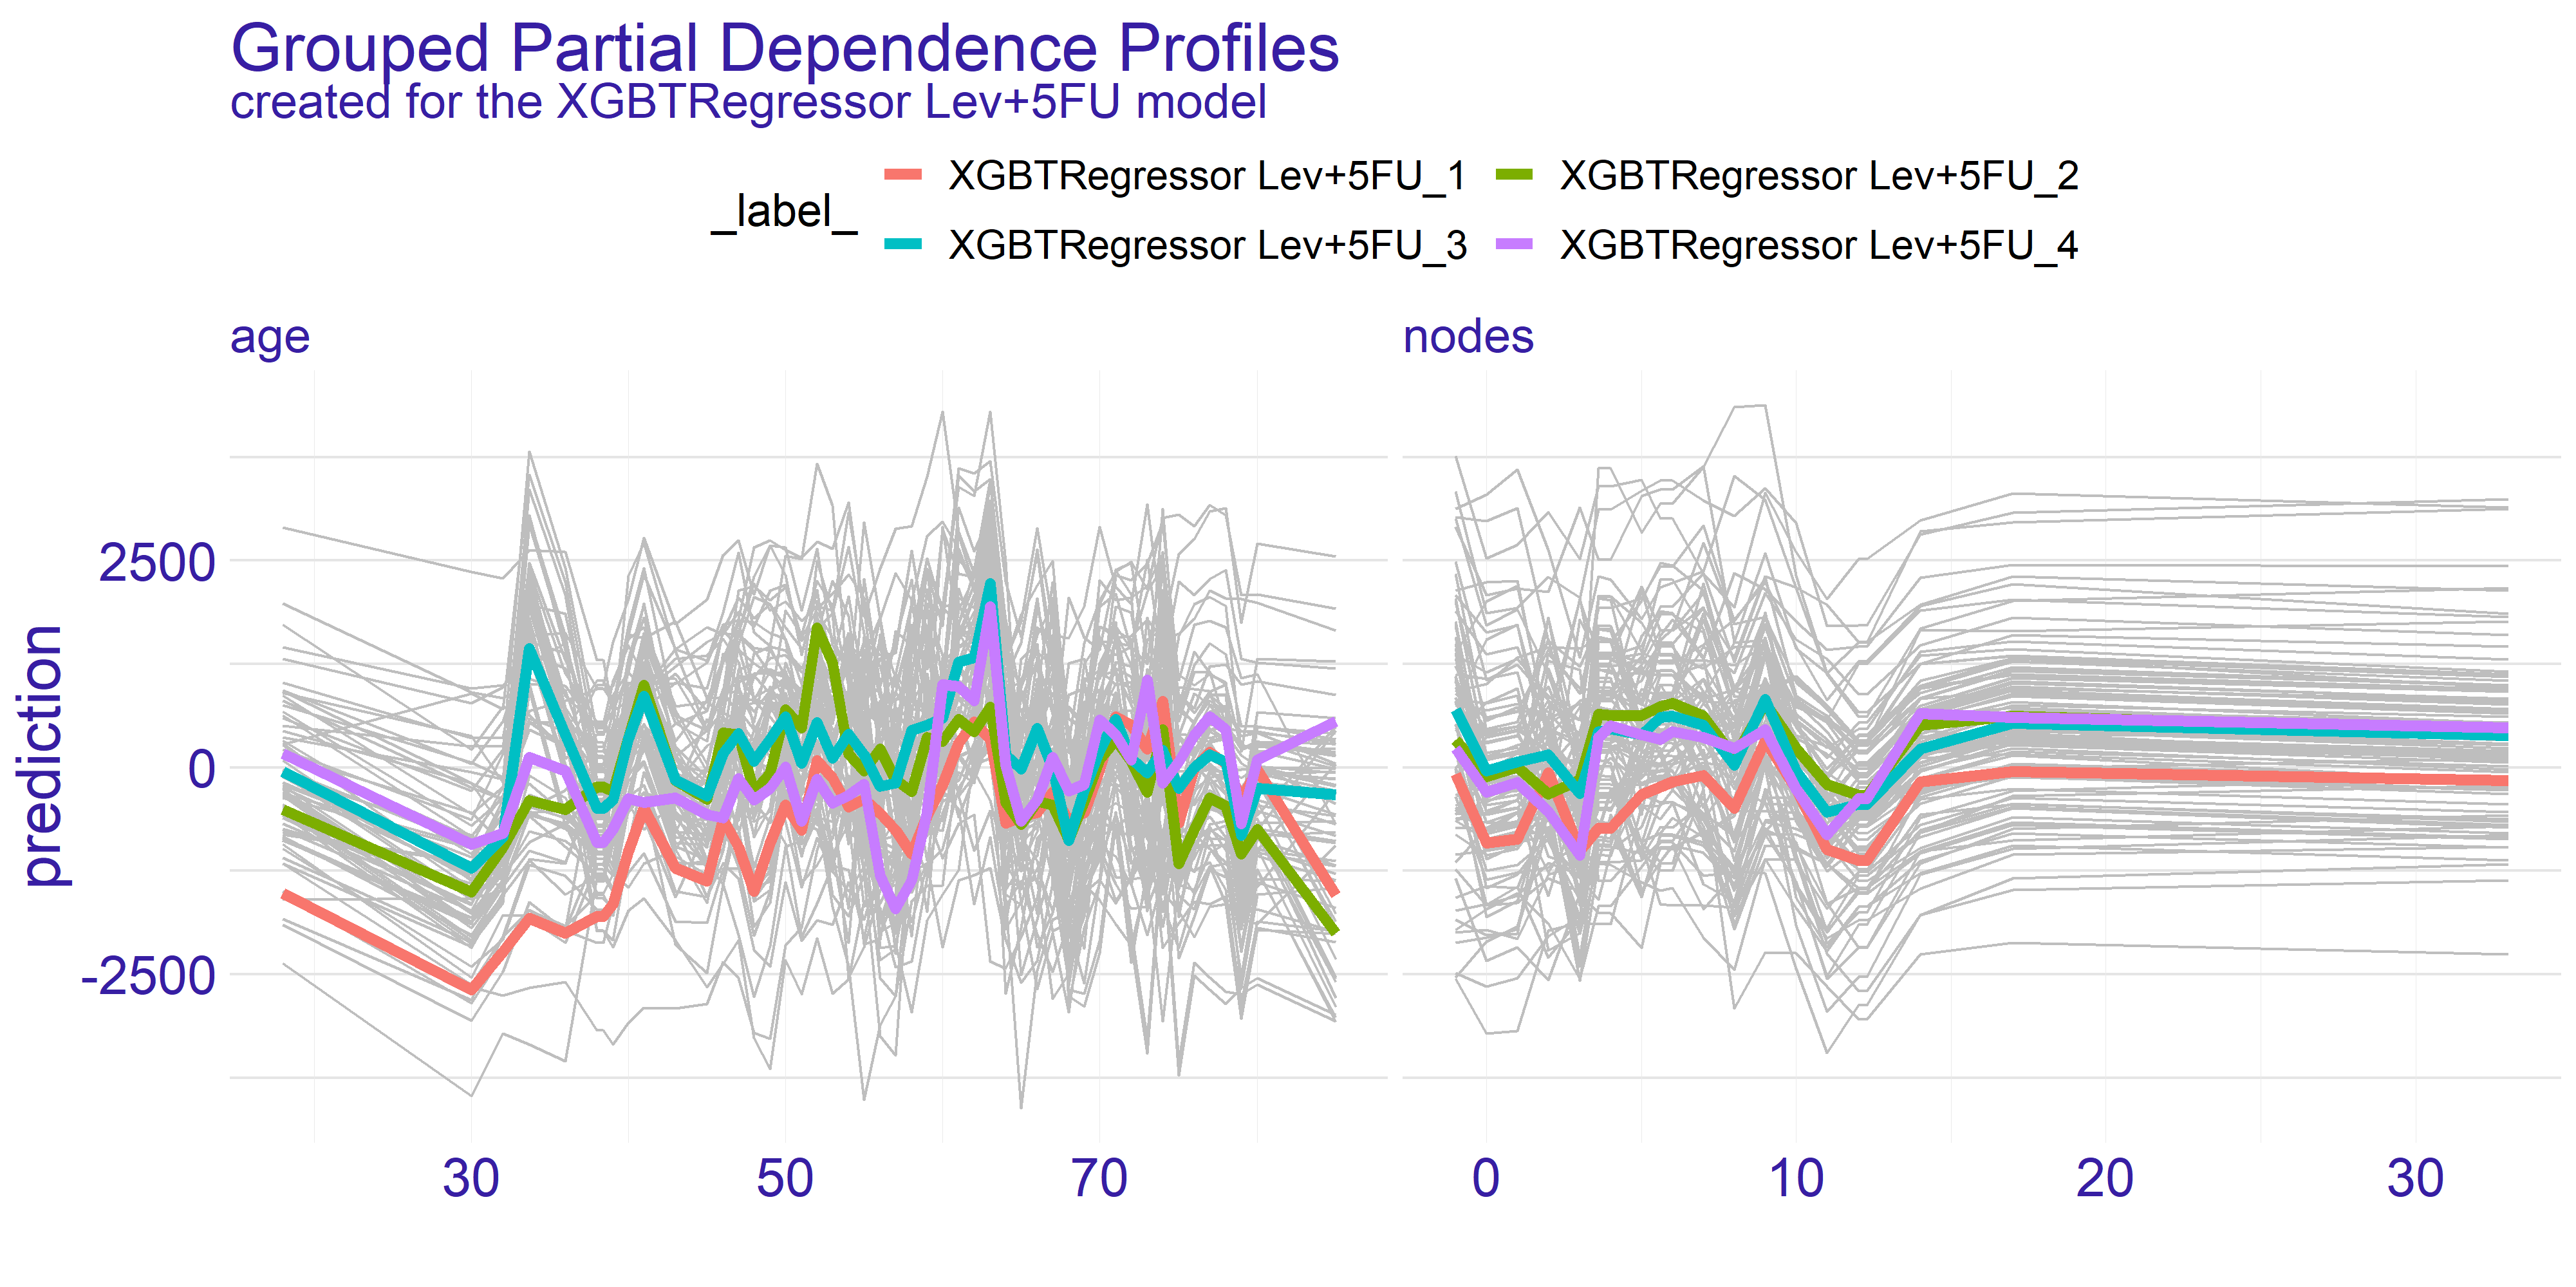 Grouped Partial Dependence Profiles
created for the XGBTRegressor Lev+5FU model
_label_
XGBTRegressor Lev+5FU_1 XGBTRegressor Lev+5FU_2
XGBTRegressor Lev+5FU_3 XGBTRegressor Lev+5FU_4
age nodes
prediction
2500
0
-2500
30 50 70 0 10 20 30